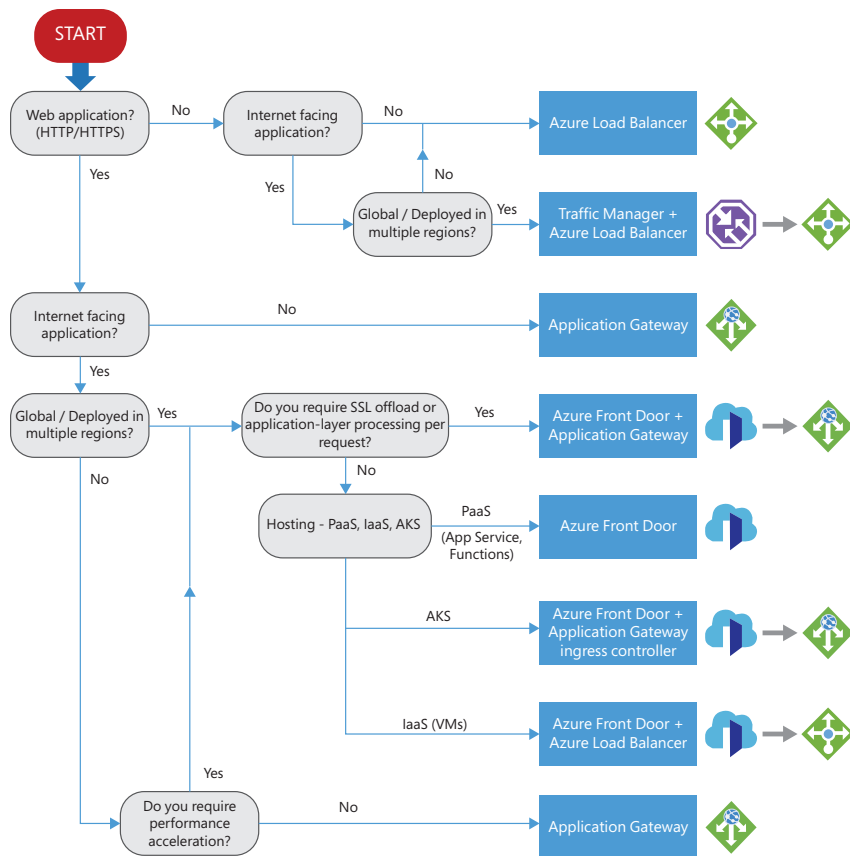 START
Web application?
(HTTP/HTTPS)
No
Internet facing
application?
No
Azure Load Balancer
Yes
Yes
No
Global / Deployed in
multiple regions?
Yes
Traffic Manager +
Azure Load Balancer
Internet facing
application?
No
Application Gateway
Yes
Global / Deployed in
multiple regions?
Yes
Do you require SSL offload or
application-layer processing per
request?
Yes
Azure Front Door +
Application Gateway
No
No
Hosting - PaaS, IaaS, AKS
PaaS
(App Service,
Functions)
Azure Front Door
AKS
Azure Front Door +
Application Gateway
ingress controller
IaaS (VMs)
Azure Front Door +
Azure Load Balancer
Yes
Do you require
performance
acceleration?
No
Application Gateway